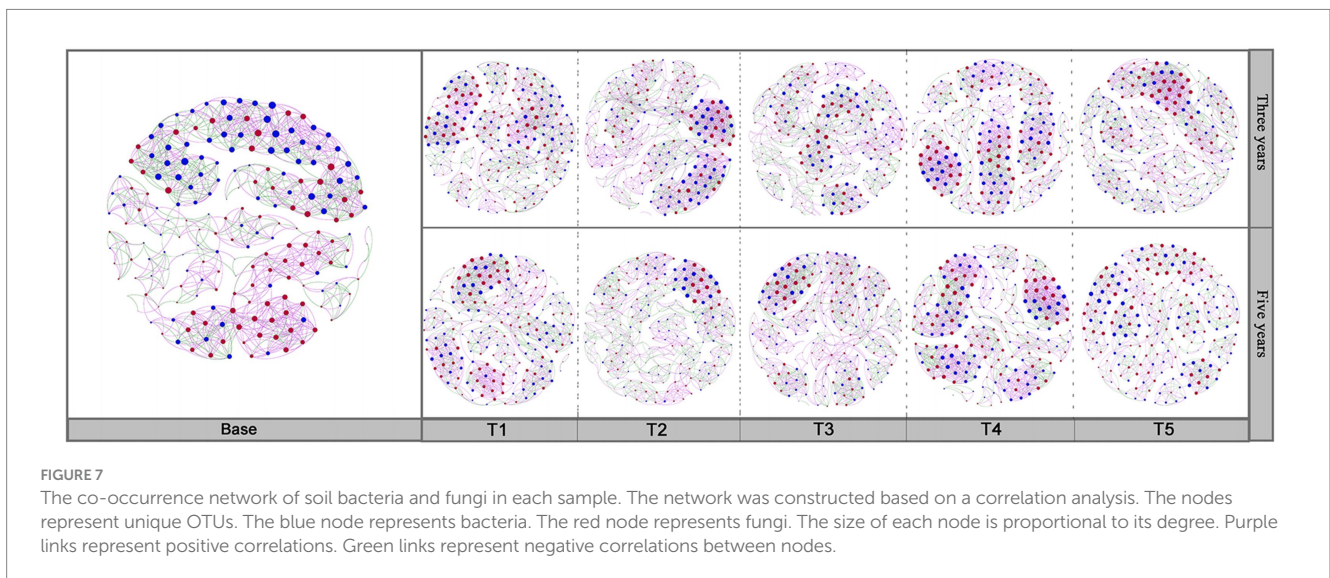 Three years
Five years
Base
T1
T2
T3
T4
T5
FIGURE 7
The co-occurrence network of soil bacteria and fungi in each sample. The network was constructed based on a correlation analysis. The nodes
represent unique OTUs. The blue node represents bacteria. The red node represents fungi. The size of each node is proportional to its degree. Purple
links represent positive correlations. Green links represent negative correlations between nodes.